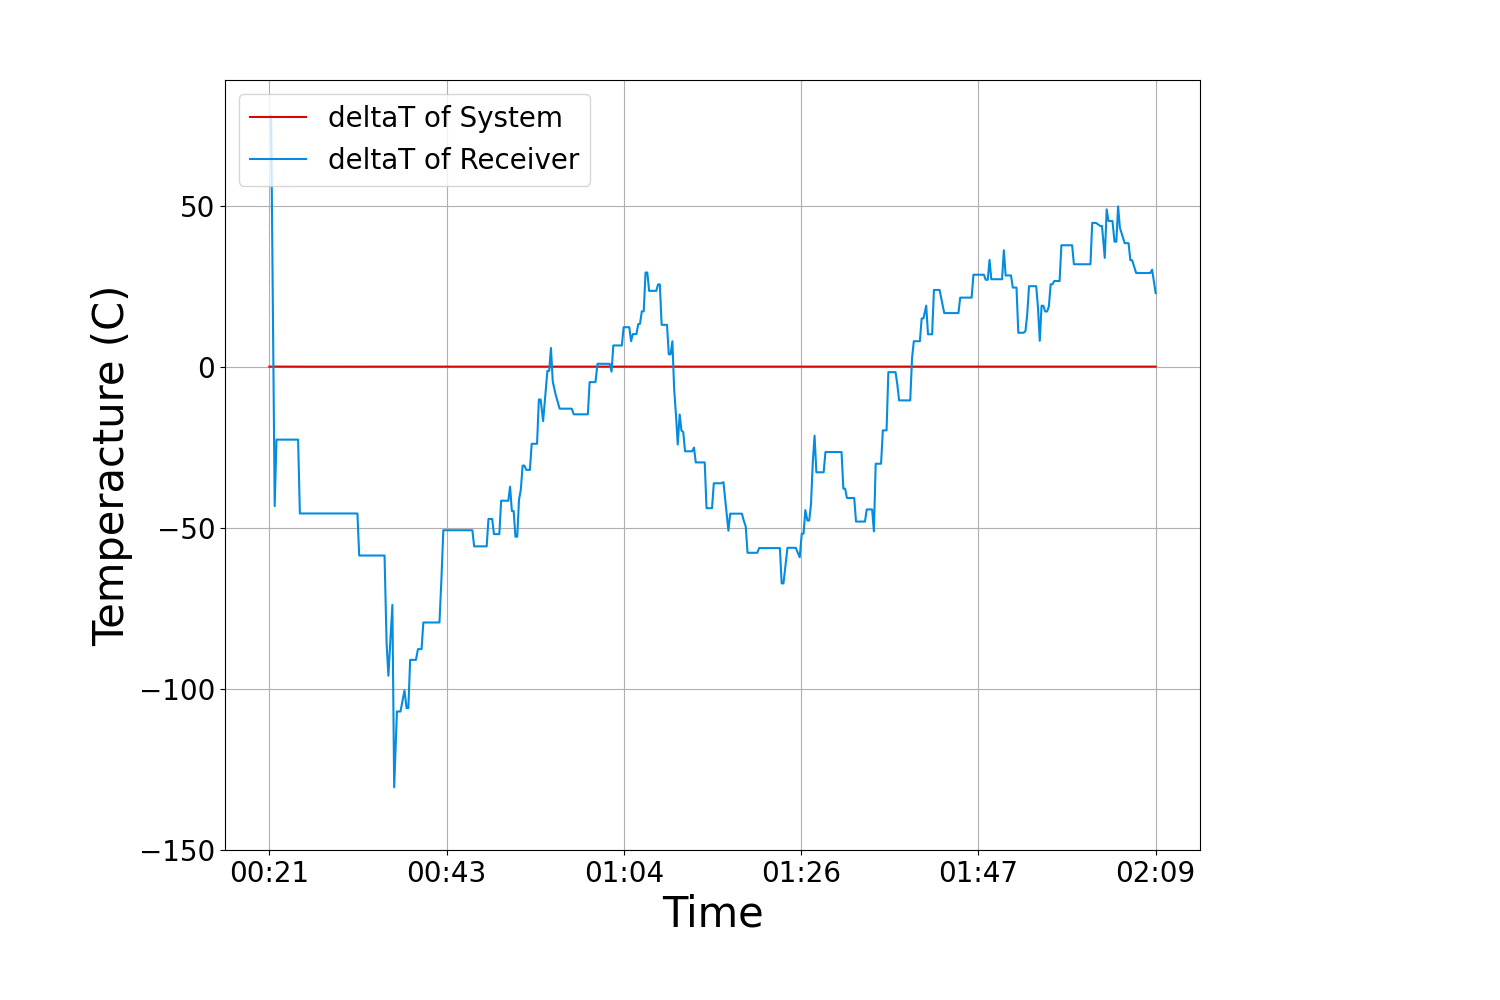 deltaT of System
deltaT of Receiver
50
0
−50
−100
−150
Temperacture (C)
00:21 00:43 01:04 01:26 01:47 02:09
Time